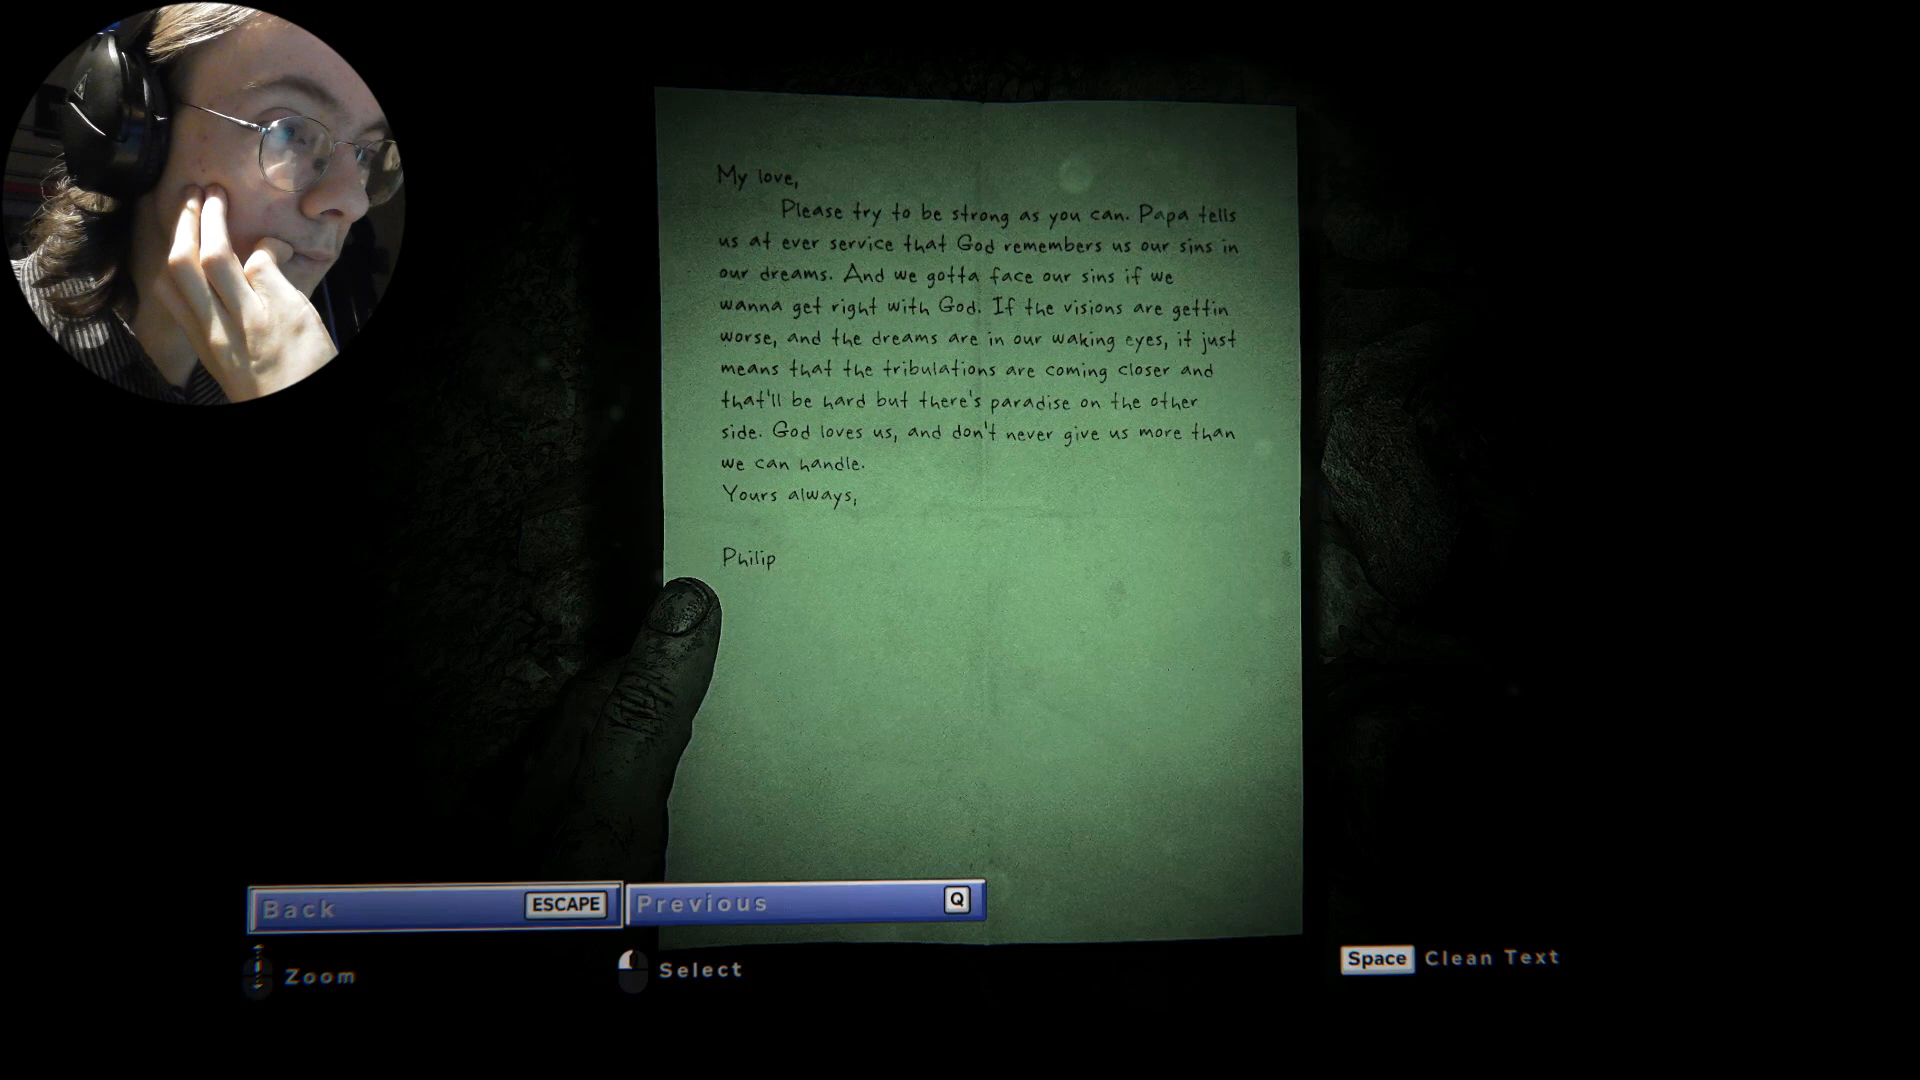 My love,
Please try to be strong as you can. Papa tells
us at ever service that God remembers us our sins in
our dreams. And we gotta face our sins if we
wanna get right with God. If the visions are gettin
worse, and the dreams are in our waking eyes, it just
means that the tribulations are coming closer and
that'll be hard but there's paradise on the other
side. God loves us, and don't never give us more than
we can handle.
Yours always,
Philip
Back ESCAPE Previous Q
Zoom Select Space Clean Text